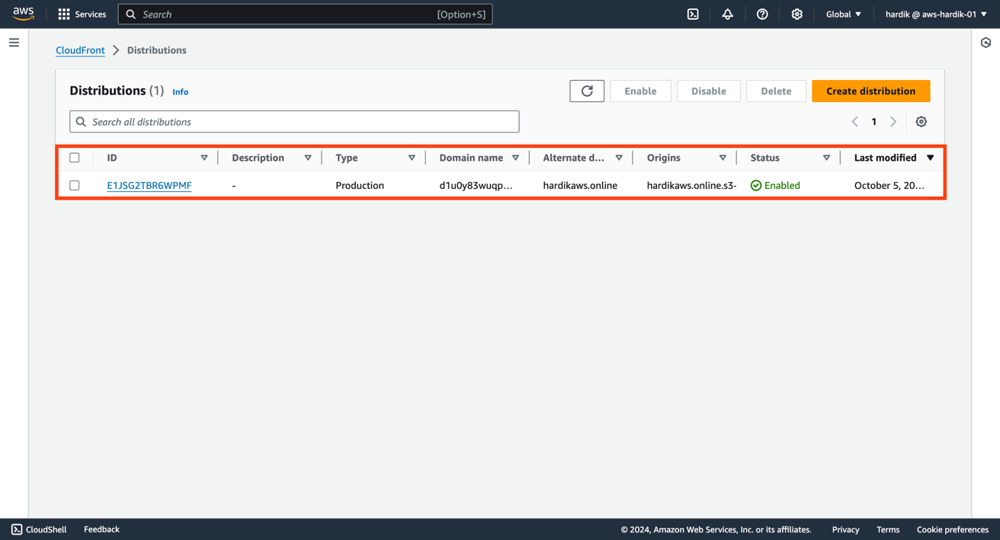 aws Services Search [Option+S] Global hardik @ aws-hardik-01
CloudFront Distributions
Distributions (1) Info Enable Disable Delete Create distribution
Search all distributions 1
ID Description Type Domain name Alternate d... Origins Status Last modified
E1JSG2TBR6WPMF - Production d1u0y83wuqp... hardikaws.online hardikaws.online.s3- Enabled October 5, 20...
CloudShell Feedback © 2024, Amazon Web Services, Inc. or its affiliates. Privacy Terms Cookie preferences